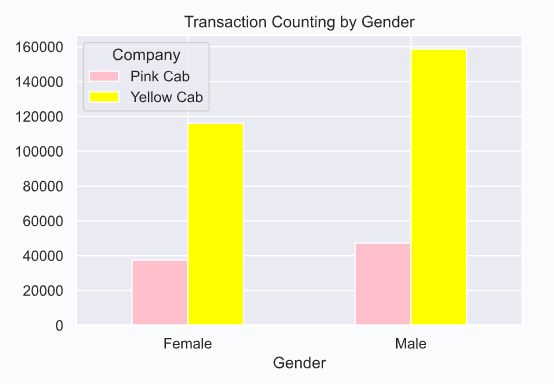 Transaction Counting by Gender
160000
140000
120000
100000
80000
60000
40000
20000
0
Company
Pink Cab
Yellow Cab
Female
Male
Gender